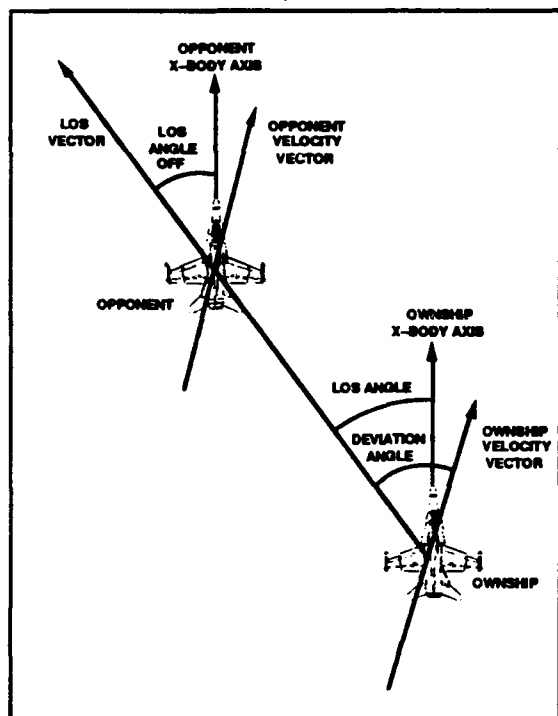 OPPONENT
X-BODY AXIS
LOS
VECTOR
LOS
ANGLE
OFF
OPPONENT
VELOCITY
VECTOR
OPPONENT
OWNSHIP
X-BODY AXIS
LOS ANGLE
DEVIATION
ANGLE
OWNSHIP
VELOCITY
VECTOR
OWNSHIP